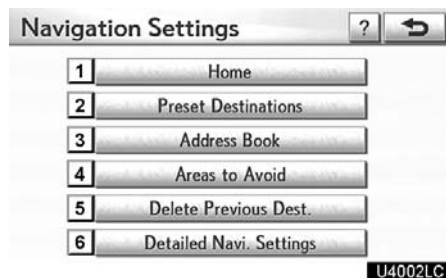 Navigation Settings ?
1 Home
2 Preset Destinations
3 Address Book
4 Areas to Avoid
5 Delete Previous Dest.
6 Detailed Navi. Settings
U4002LC